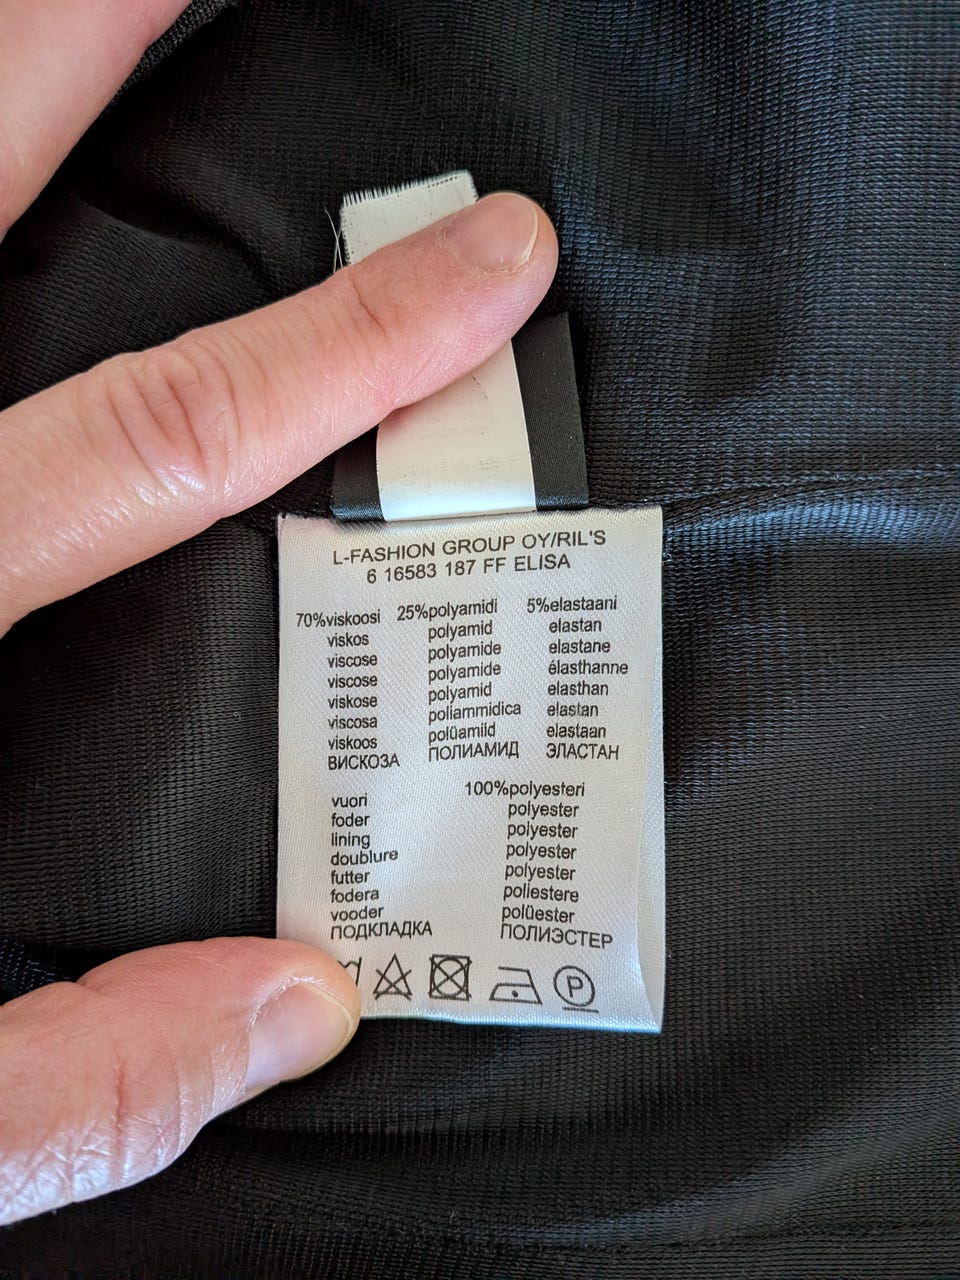 L-FASHION GROUP OY/RIL'S
6 16583 187 FF ELISA
70%viskoosi 25%polyamidi 5%elastaani
viskos polyamid elastan
viscose polyamide elastane
viscose polyamide élasthanne
viskose polyamid elasthan
viscosa poliammidica elastan
viskoos polüamiid elastaan
ВИСКОЗА ПОЛИАМИД ЭЛАСТАН
vuori 100%polyesteri
foder polyester
lining polyester
doublure polyester
futter polyester
fodera poliestere
vooder polüester
ПОДКЛАДКА ПОЛИЭСТЕР
P